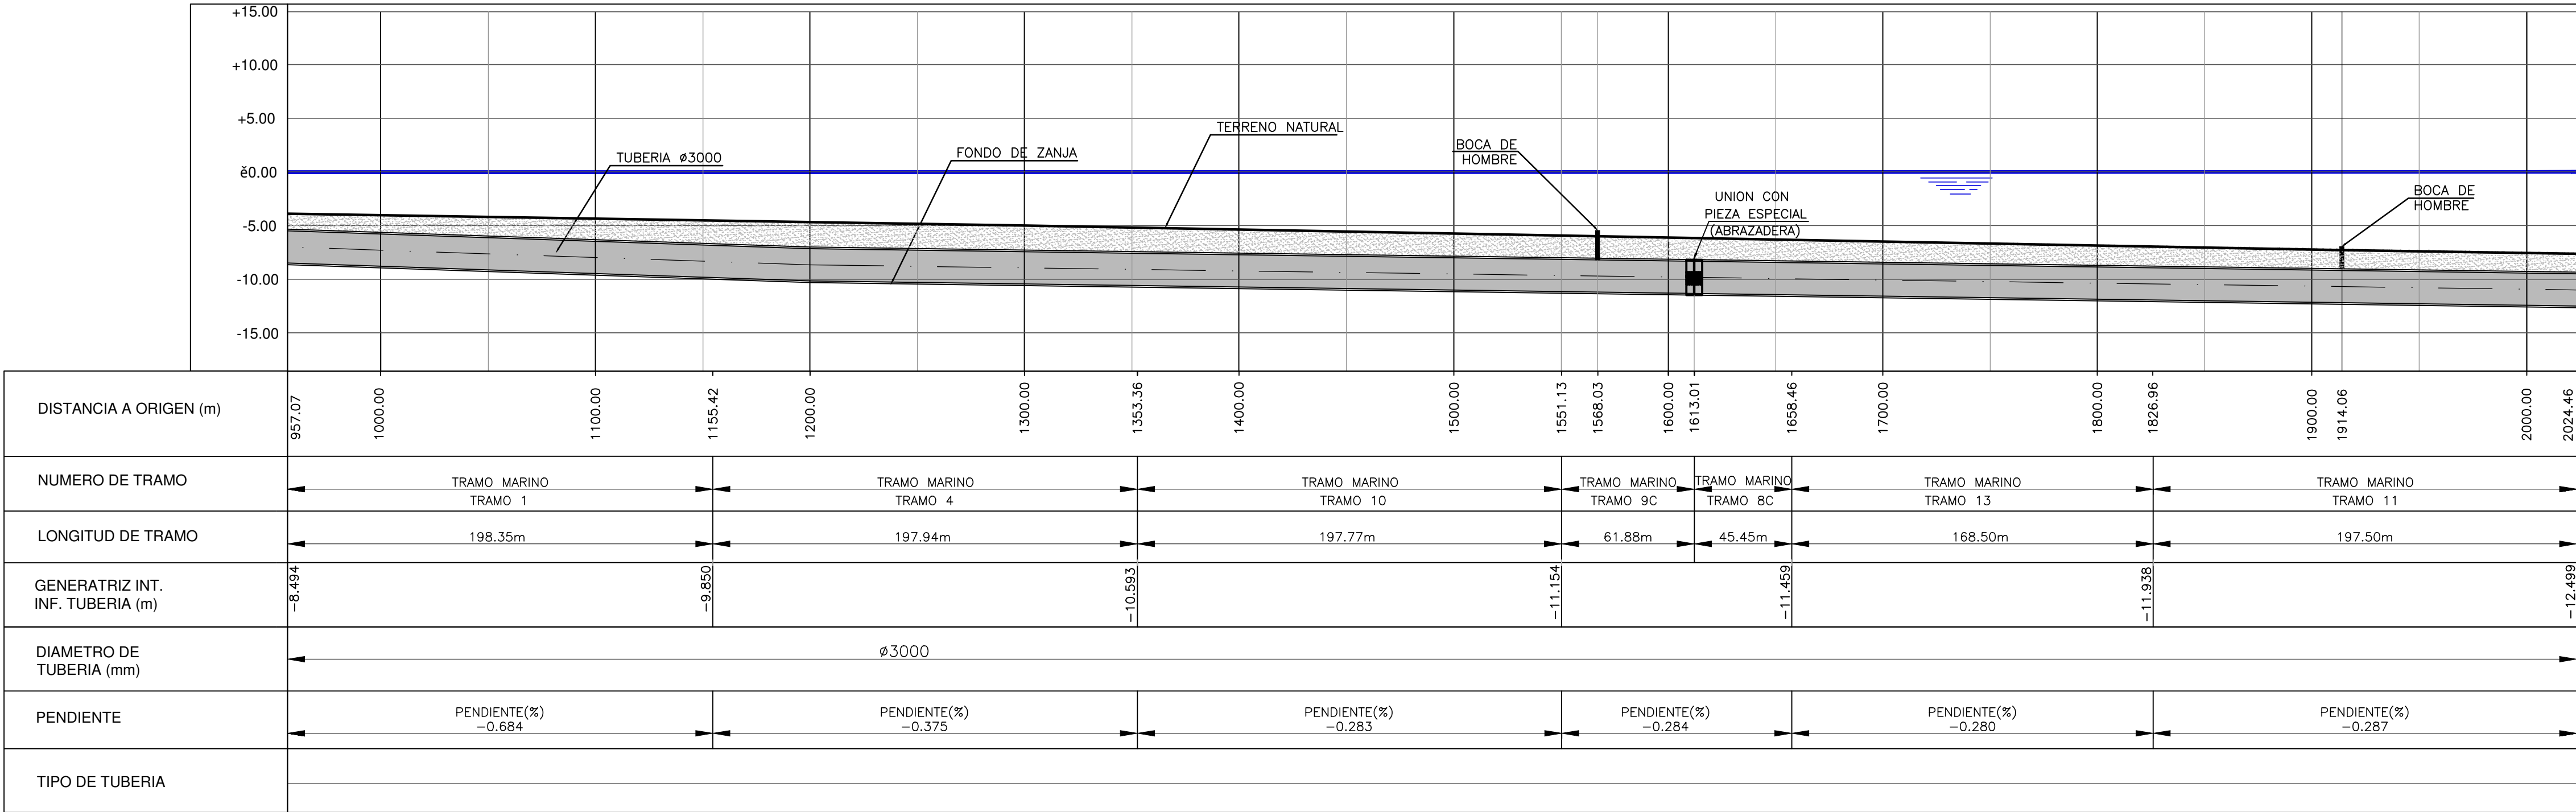 +15.00
+10.00
+5.00
ĕ0.00
-5.00
-10.00
-15.00
TUBERIA ø3000
FONDO DE ZANJA
TERRENO NATURAL
BOCA DE
HOMBRE
UNION CON
PIEZA ESPECIAL
(ABRAZADERA)
BOCA DE
HOMBRE
DISTANCIA A ORIGEN (m)
957.07
1000.00
1100.00
1155.42
1200.00
1300.00
1353.36
1400.00
1500.00
1551.13
1568.03
1600.00
1613.01
1658.46
1700.00
1800.00
1826.96
1900.00
1914.06
2000.00
2024.46
NUMERO DE TRAMO
TRAMO MARINO
TRAMO 1
TRAMO MARINO
TRAMO 4
TRAMO MARINO
TRAMO 10
TRAMO MARINO
TRAMO 9C
TRAMO MARINO
TRAMO 8C
TRAMO MARINO
TRAMO 13
TRAMO MARINO
TRAMO 11
LONGITUD DE TRAMO
198.35m
197.94m
197.77m
61.88m
45.45m
168.50m
197.50m
GENERATRIZ INT.
INF. TUBERIA (m)
-8.494
-9.850
-10.593
-11.154
-11.459
-11.938
-12.499
DIAMETRO DE
TUBERIA (mm)
ø3000
PENDIENTE
PENDIENTE(%)
-0.684
PENDIENTE(%)
-0.375
PENDIENTE(%)
-0.283
PENDIENTE(%)
-0.284
PENDIENTE(%)
-0.280
PENDIENTE(%)
-0.287
TIPO DE TUBERIA